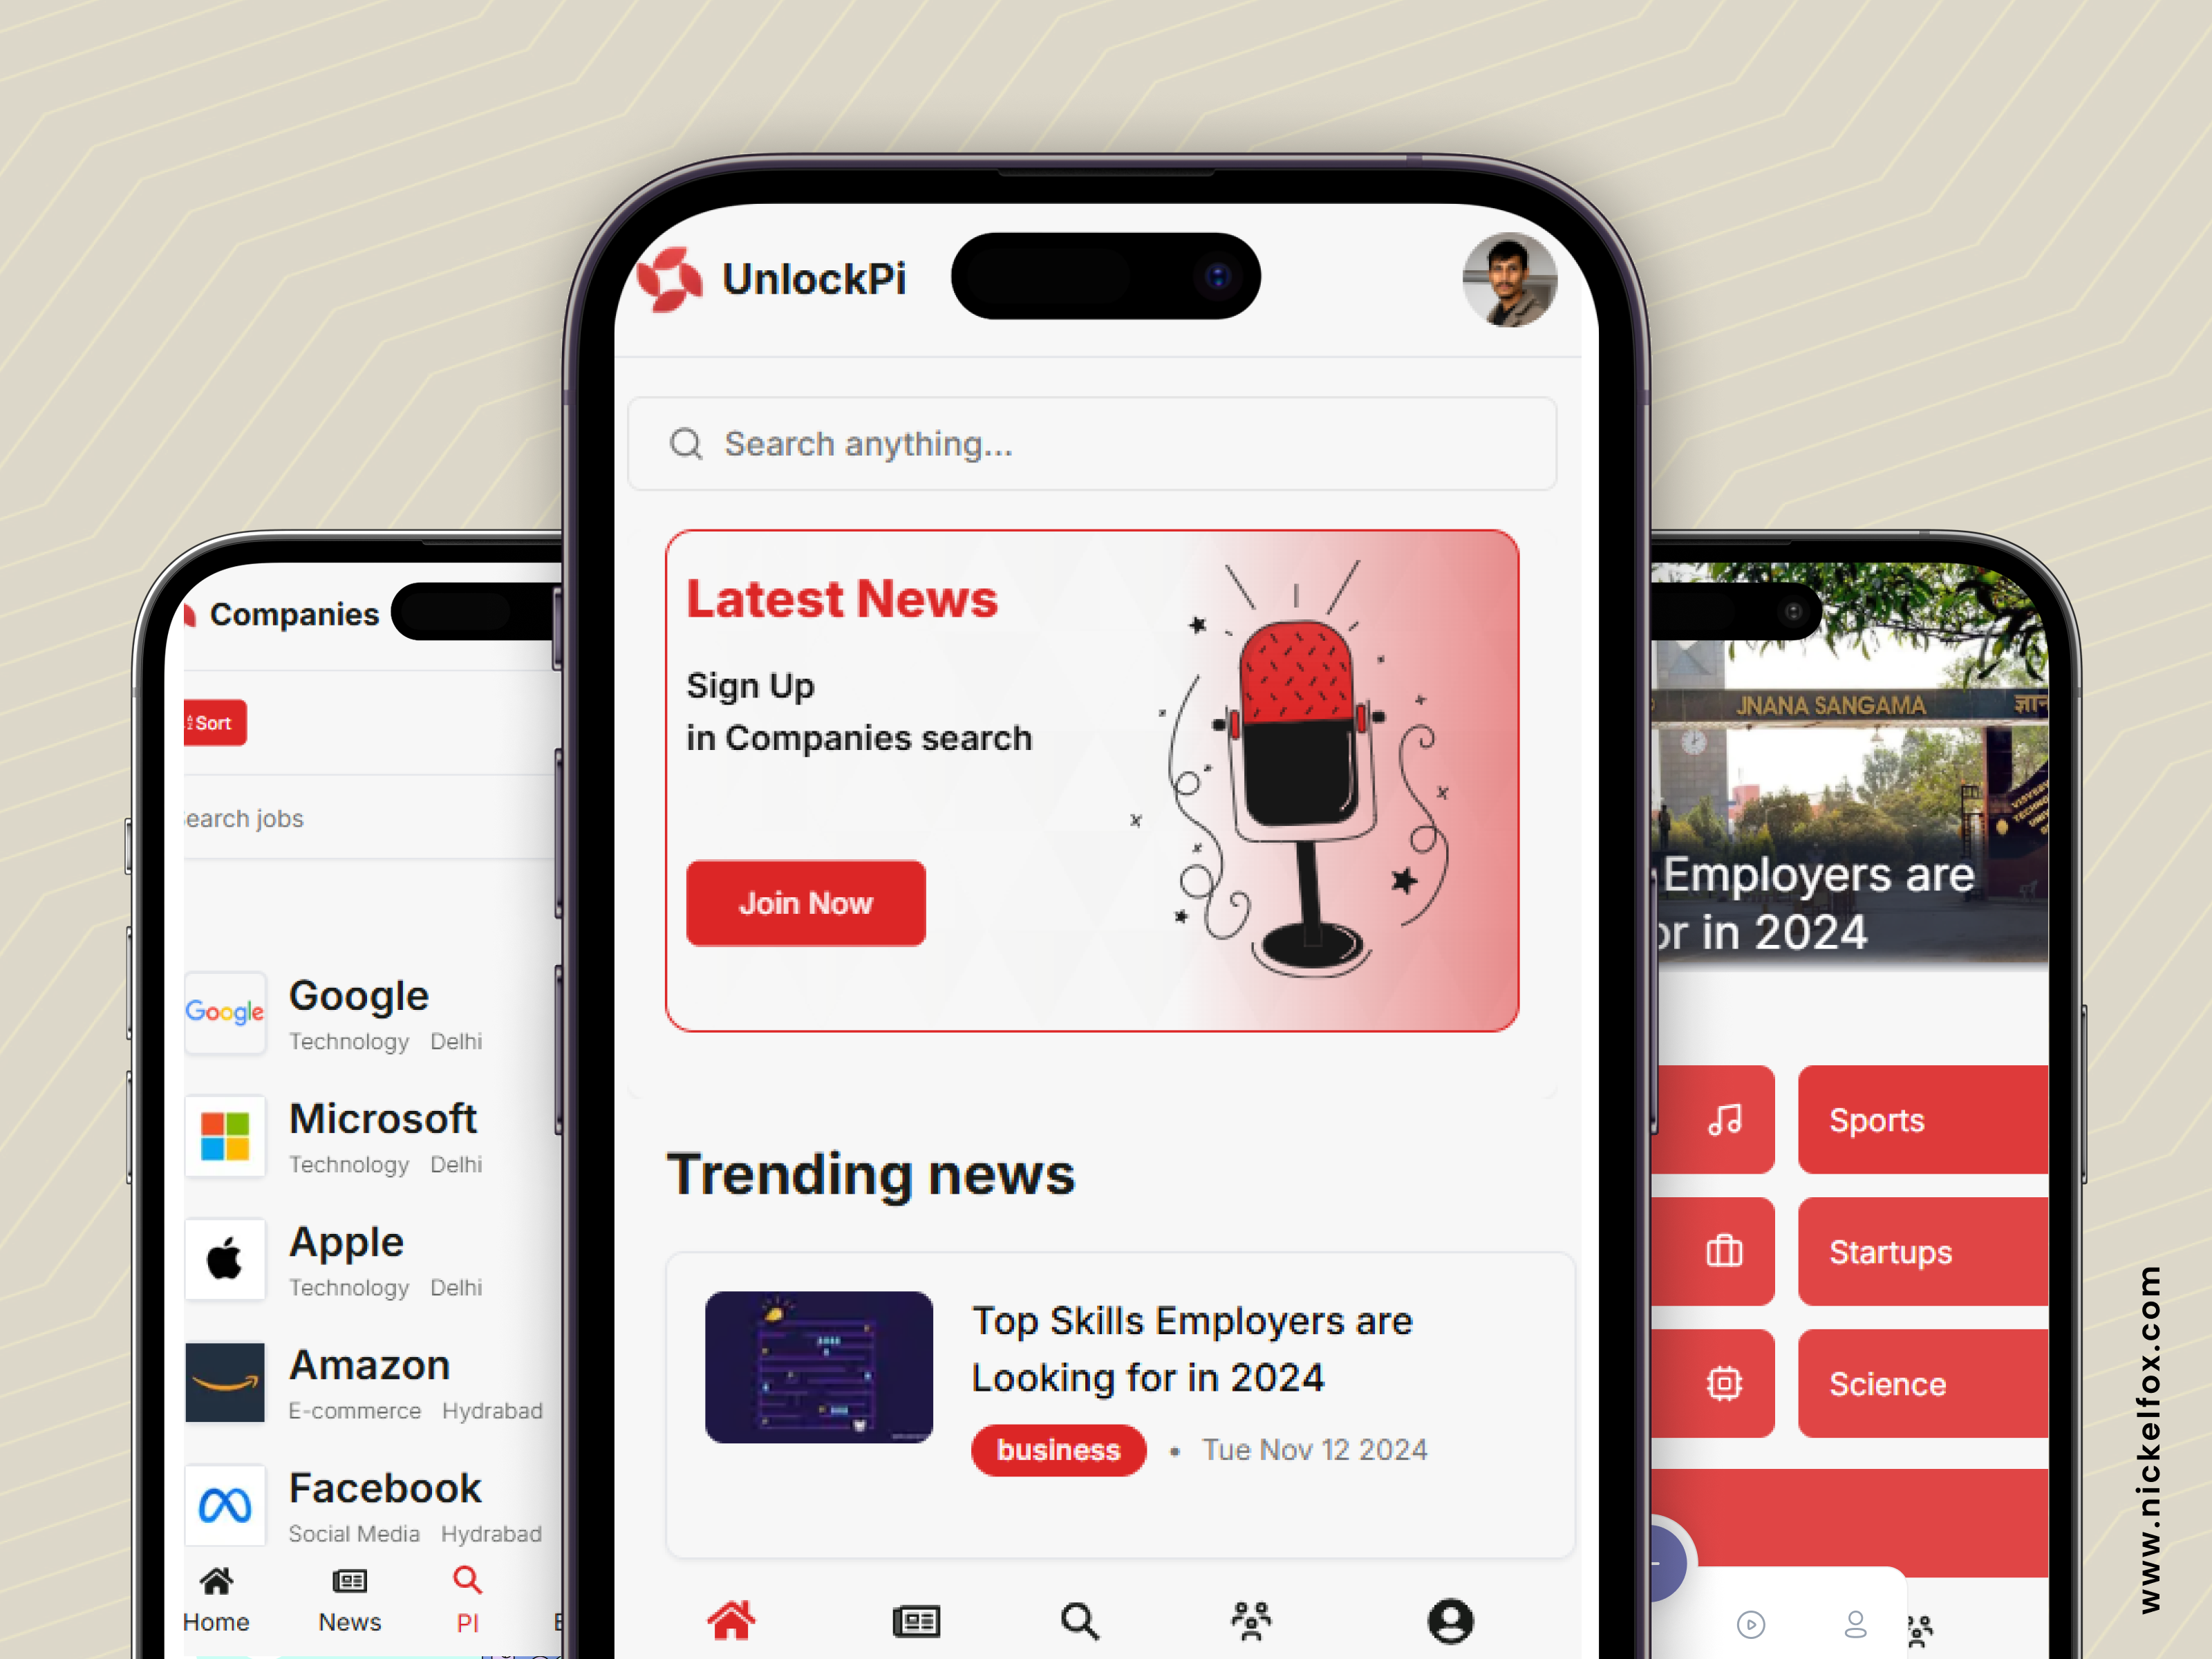 UnlockPi
Search anything...
Latest News
Sign Up
in Companies search
Join Now
Trending news
Top Skills Employers are
Looking for in 2024
business • Tue Nov 12 2024
Companies
Sort
earch jobs
Google
Google
Technology Delhi
Microsoft
Technology Delhi
Apple
Technology Delhi
Amazon
E-commerce Hydrabad
Facebook
Social Media Hydrabad
Home News PI
JNANA SANGAMA
Employers are
or in 2024
Sports
Startups
Science
www.nickelfox.com